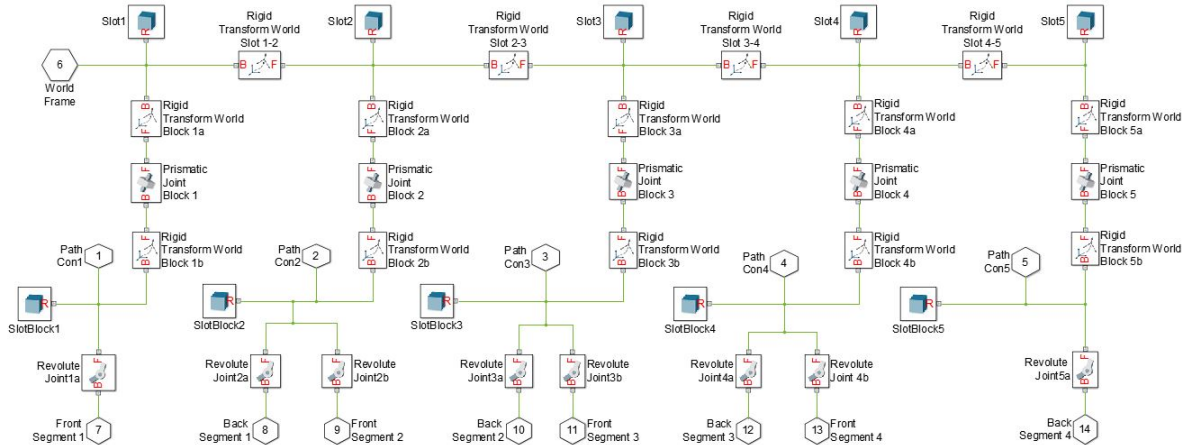 Slot1
R
Rigid
Transform World
Slot 1-2
B F
Slot2
R
Rigid
Transform World
Slot 2-3
B F
Slot3
R
Rigid
Transform World
Slot 3-4
B F
Slot4
R
Rigid
Transform World
Slot 4-5
B F
Slot5
R
6
World
Frame
F B
Rigid
Transform World
Block 1a
F B
Rigid
Transform World
Block 2a
F B
Rigid
Transform World
Block 3a
F B
Rigid
Transform World
Block 4a
F B
Rigid
Transform World
Block 5a
B F
Prismatic
Joint
Block 1
B F
Prismatic
Joint
Block 2
B F
Prismatic
Joint
Block 3
B F
Prismatic
Joint
Block 4
B F
Prismatic
Joint
Block 5
B F
Rigid
Transform World
Block 1b
B F
Rigid
Transform World
Block 2b
B F
Rigid
Transform World
Block 3b
B F
Rigid
Transform World
Block 4b
B F
Rigid
Transform World
Block 5b
Path
Con1
1
Path
Con2
2
Path
Con3
3
Path
Con4
4
Path
Con5
5
R
SlotBlock1
R
SlotBlock2
R
SlotBlock3
R
SlotBlock4
R
SlotBlock5
Revolute
Joint1a
B F
Revolute
Joint2a
B F
Revolute
Joint2b
B F
Revolute
Joint3a
B F
Revolute
Joint3b
B F
Revolute
Joint4a
B F
Revolute
Joint 4b
B F
Revolute
Joint5a
B F
7
Front
Segment 1
8
Back
Segment 1
9
Front
Segment 2
10
Back
Segment 2
11
Front
Segment 3
12
Back
Segment 3
13
Front
Segment 4
14
Back
Segment 4